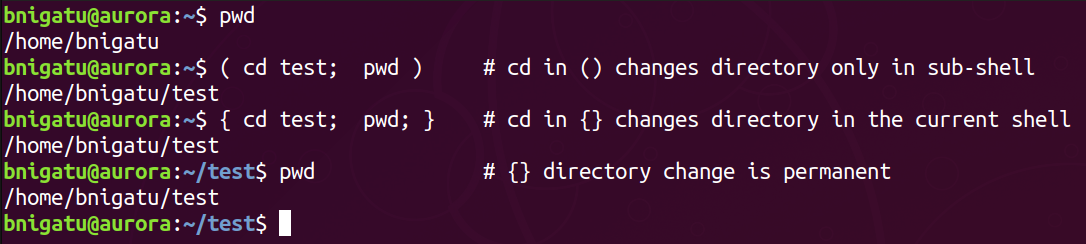 bnigatu@aurora:~$ pwd
/home/bnigatu
bnigatu@aurora:~$ ( cd test;  pwd )     # cd in () changes directory only in sub-shell
/home/bnigatu/test
bnigatu@aurora:~$ { cd test;  pwd; }    # cd in {} changes directory in the current shell
/home/bnigatu/test
bnigatu@aurora:~/test$ pwd              # {} directory change is permanent
/home/bnigatu/test
bnigatu@aurora:~/test$